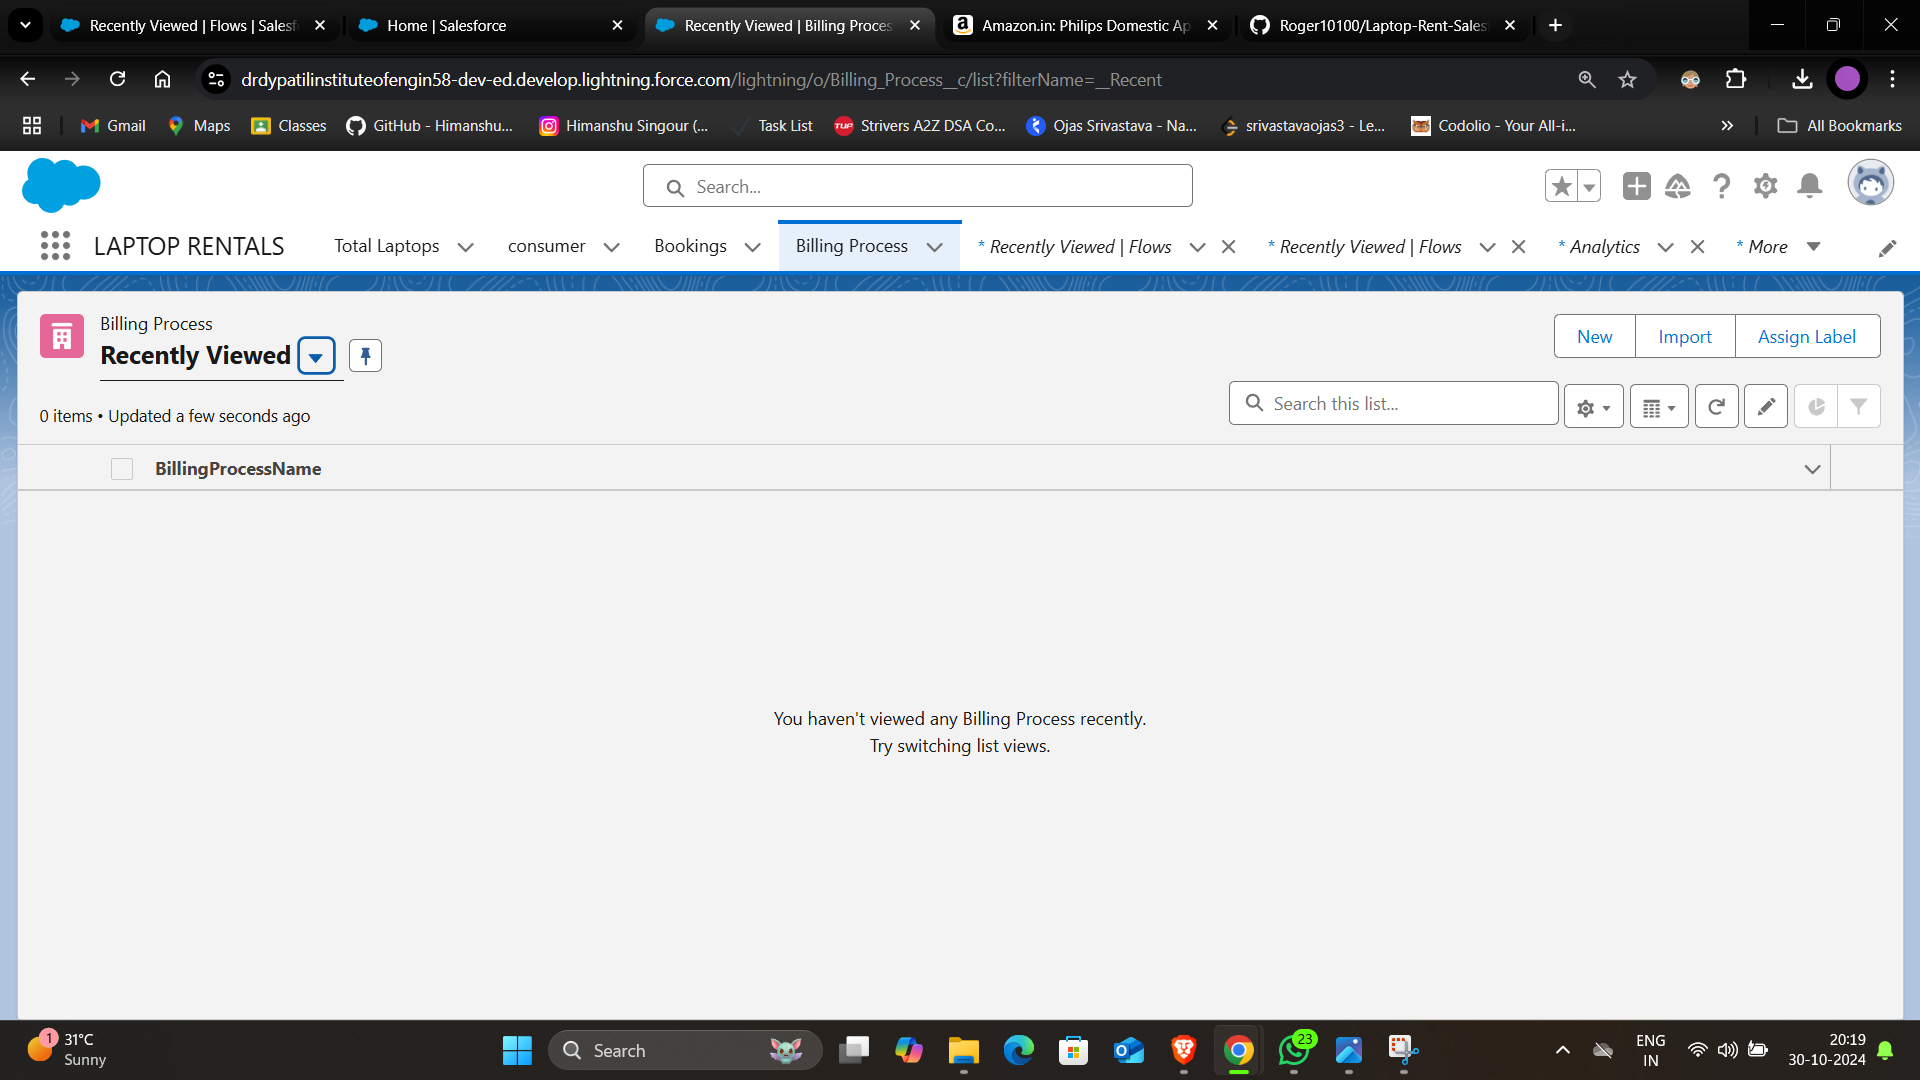 Recently Viewed | Flows | Salesf
Home | Salesforce
Recently Viewed | Billing Proces
Amazon.in: Philips Domestic Ap
Roger10100/Laptop-Rent-Sales
drdypatilinstituteofengin58-dev-ed.develop.lightning.force.com/lightning/o/Billing_Process__c/list?filterName=__Recent
Gmail
Maps
Classes
GitHub - Himanshu...
Himanshu Singour (...
Task List
TUF
Strivers A2Z DSA Co...
Ojas Srivastava - Na...
srivastavaojas3 - Le...
Codolio - Your All-i...
All Bookmarks
Search...
LAPTOP RENTALS
Total Laptops
consumer
Bookings
Billing Process
* Recently Viewed | Flows
* Recently Viewed | Flows
* Analytics
* More
Billing Process
Recently Viewed
New
Import
Assign Label
0 items • Updated a few seconds ago
Search this list...
BillingProcessName
You haven't viewed any Billing Process recently.
Try switching list views.
1
31°C
Sunny
Search
23
ENG
IN
20:19
30-10-2024